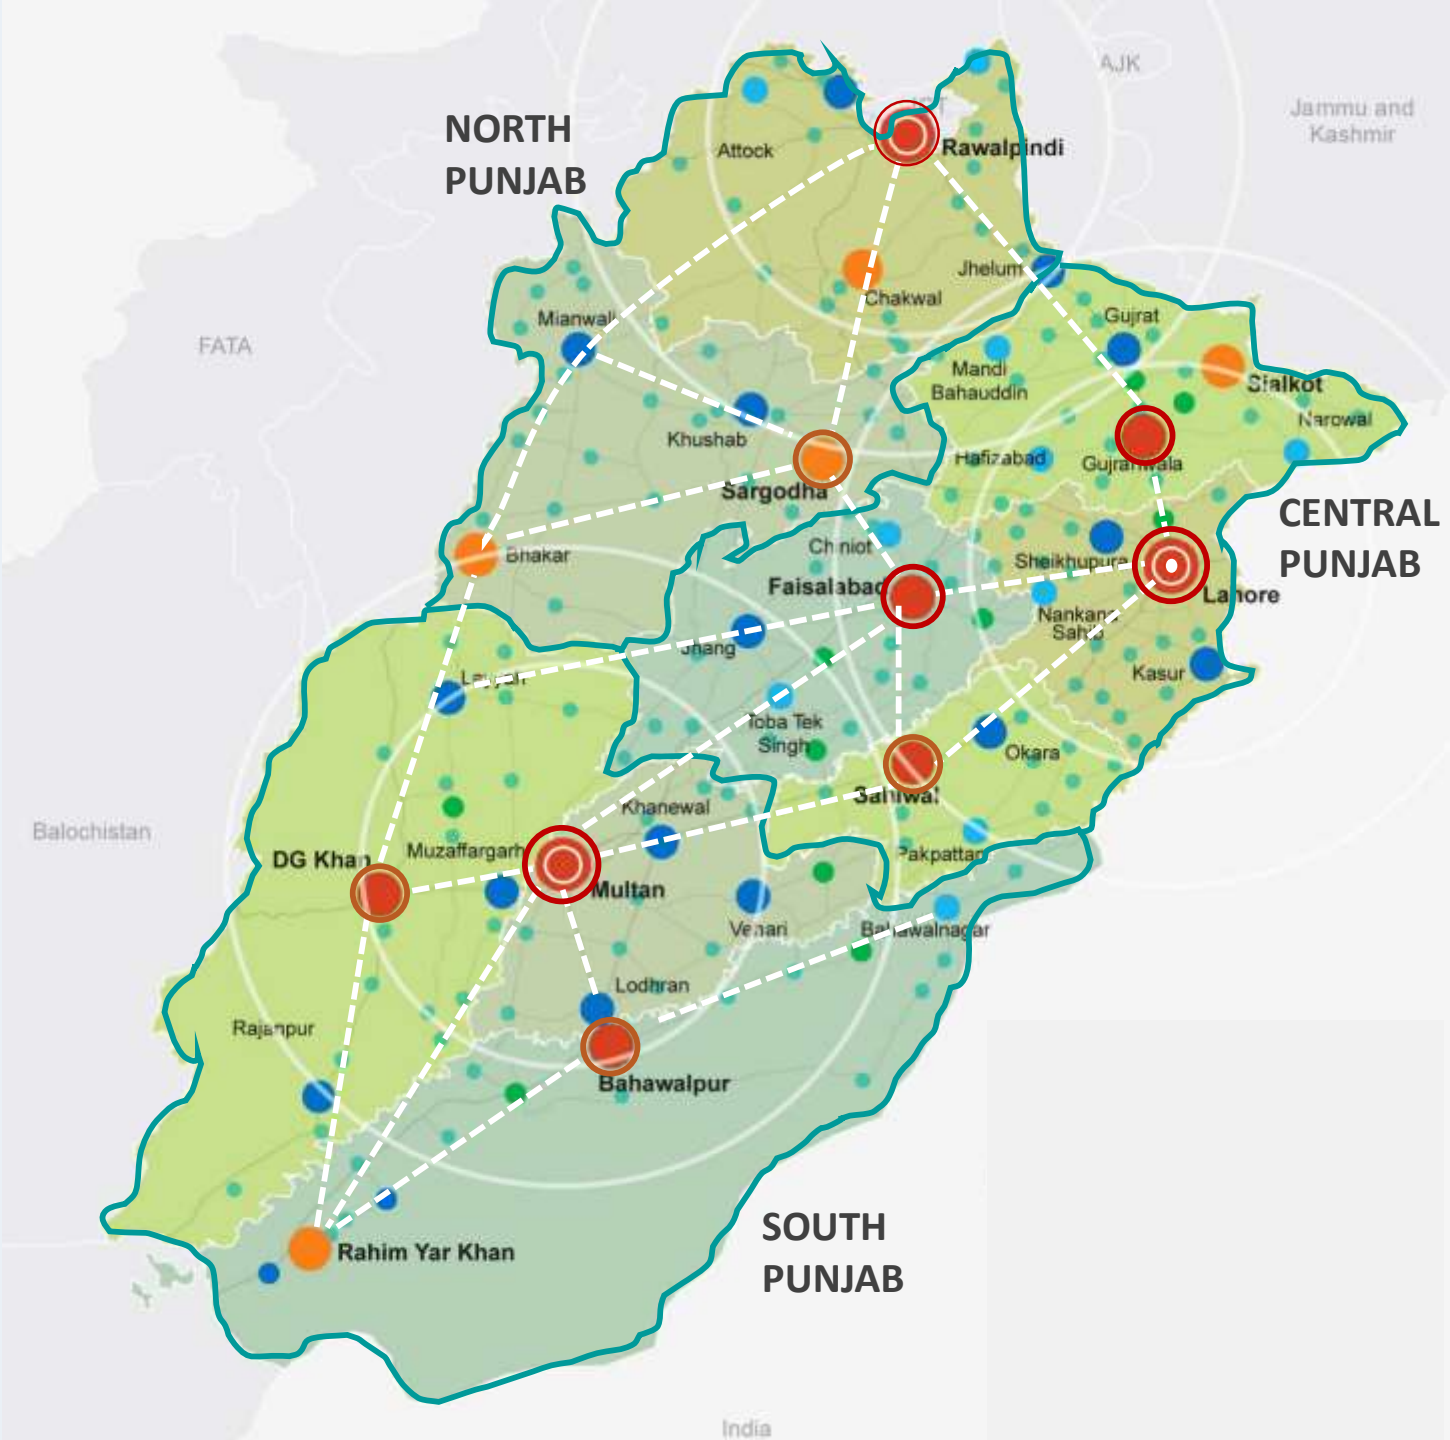 AJK
Jammu and
Kashmir
NORTH
PUNJAB
Attock
Rawalpindi
Jhelum
Chakwal
Mianwali
Gujrat
FATA
Mandi
Bahauddin
Sialkot
Narowal
Khushab
Hafizabad
Gujranwala
Sargodha
CENTRAL
PUNJAB
Chiniot
Bhakar
Sheikhupura
Faisalabad
Lahore
Nankana
Sahib
Jhang
Kasur
Layyah
Toba Tek
Singh
Okara
Sahiwal
Khanewal
Balochistan
DG Khan
Muzaffargarh
Pakpattan
Multan
Vehari
Bahawalnagar
Lodhran
Rajanpur
Bahawalpur
SOUTH
PUNJAB
Rahim Yar Khan
India